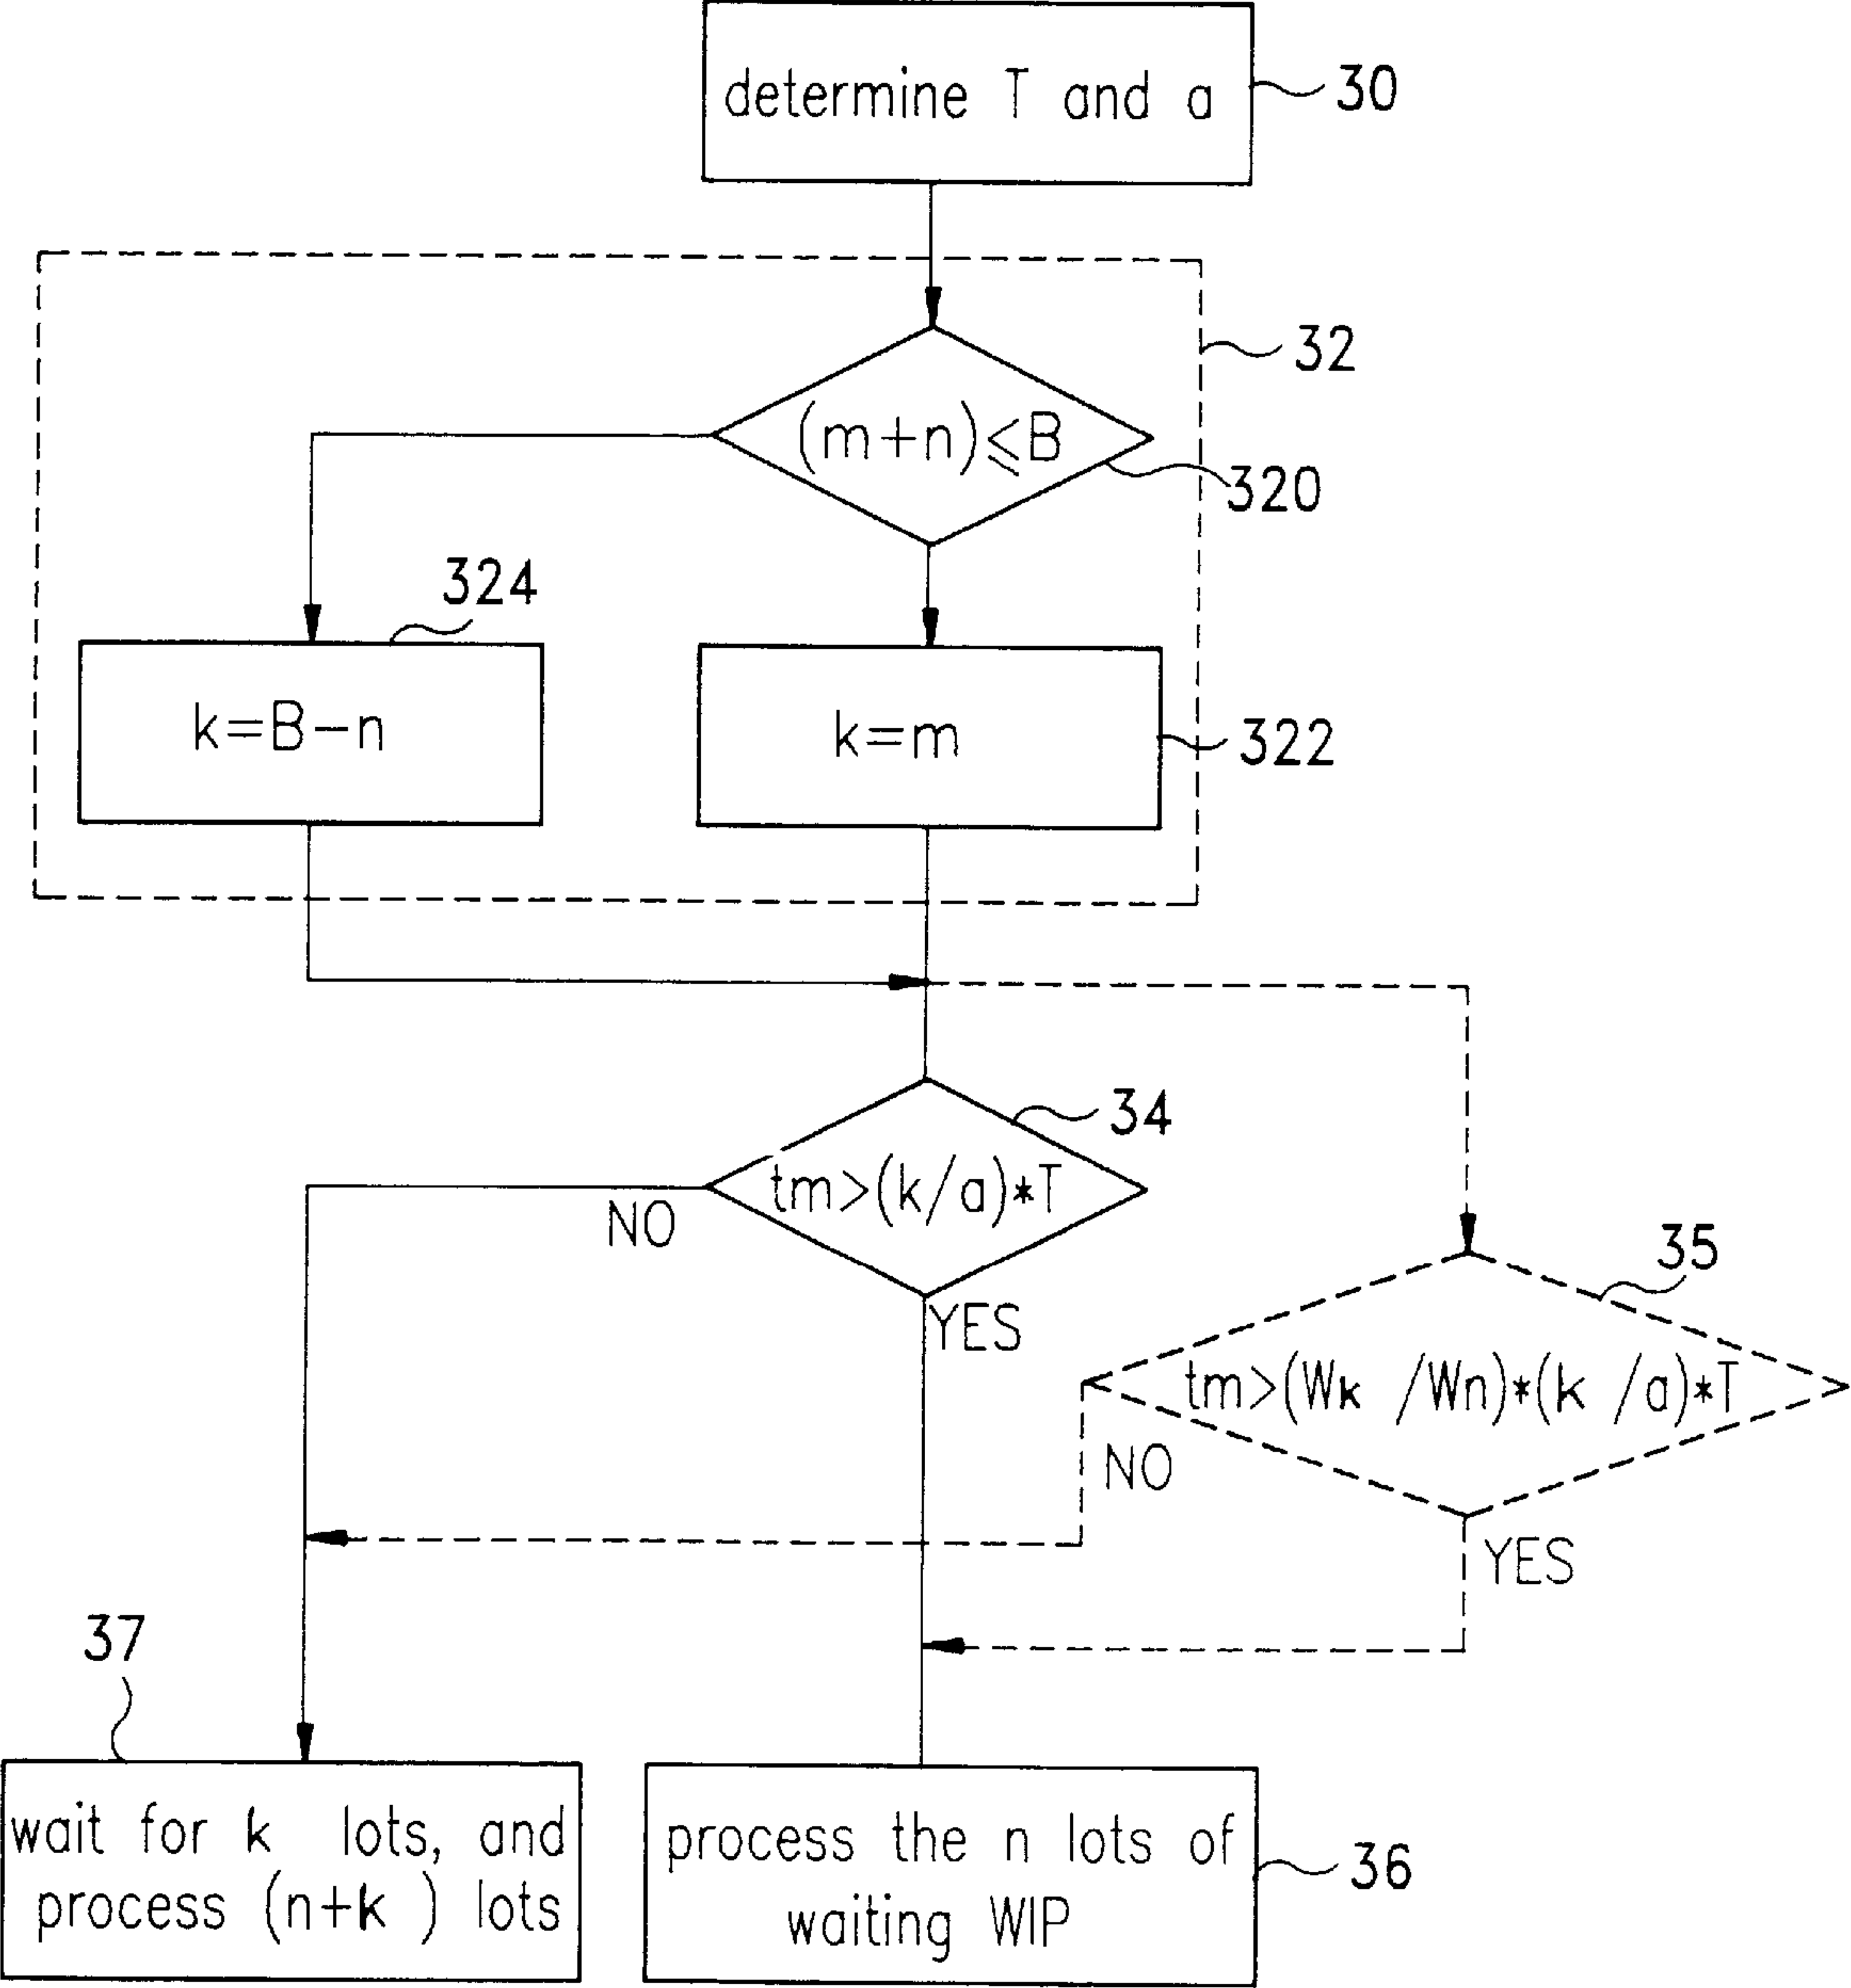 determine T and a
30
32
(m+n)≦B
320
324
k=B-n
k=m
322
34
tm>(k/a)*T
NO
YES
35
tm>(Wk /Wn)*(k /a)*T
NO
YES
37
wait for k lots, and
process (n+k ) lots
process the n lots of
waiting WIP
36